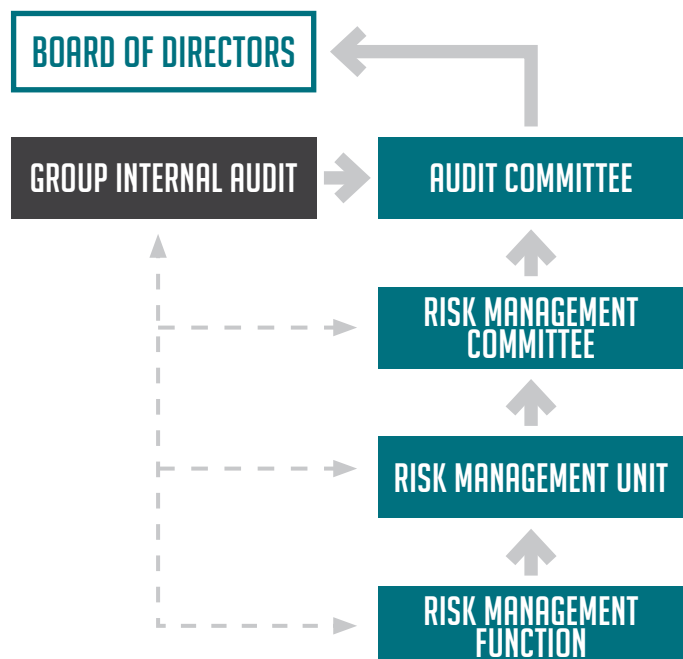 BOARD OF DIRECTORS
GROUP INTERNAL AUDIT
AUDIT COMMITTEE
RISK MANAGEMENT
COMMITTEE
RISK MANAGEMENT UNIT
RISK MANAGEMENT
FUNCTION